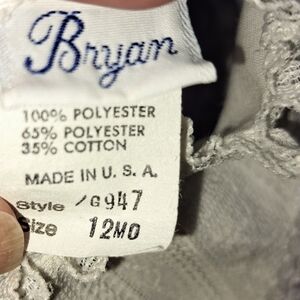 Bryan
100% POLYESTER
65% POLYESTER
35% COTTON
MADE IN U. S. A.
Style /G947
Size 12MO